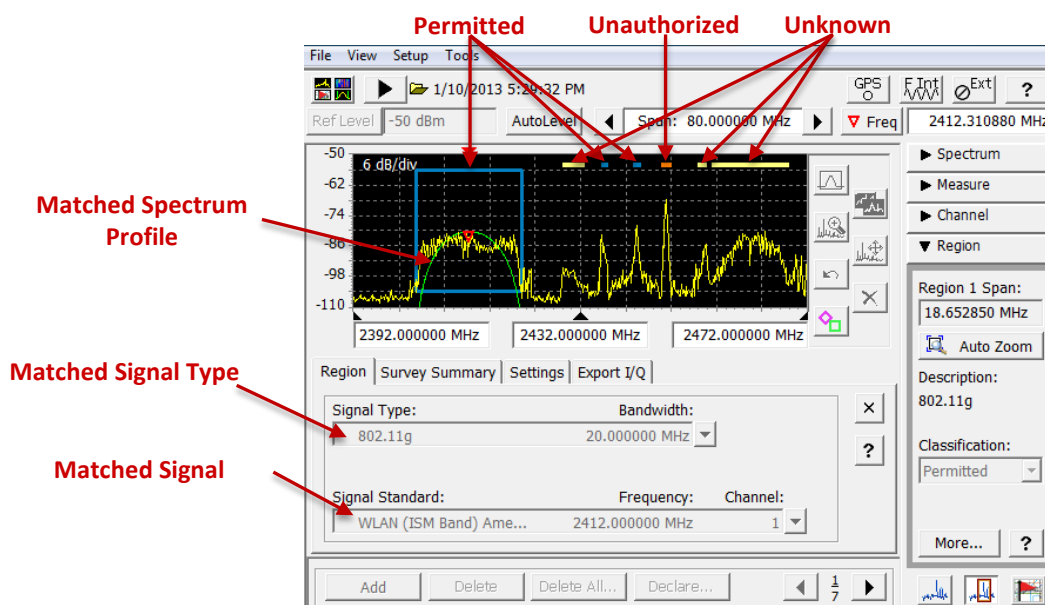 Permitted Unauthorized Unknown
File View Setup Tools
1/10/2013 5:29:32 PM GPS F Int Ext ?
Ref Level -50 dBm AutoLevel Span: 80.000000 MHz Freq 2412.310880 MHz
-50 6 dB/div
-62
-74
-86
-98
-110
2392.000000 MHz 2432.000000 MHz 2472.000000 MHz
Spectrum
Measure
Channel
Region
Region 1 Span:
18.652850 MHz
Auto Zoom
Description:
802.11g
Classification:
Permitted
More... ?
Matched Spectrum
Profile
Matched Signal Type
Matched Signal
Region Survey Summary Settings Export I/Q
Signal Type: Bandwidth:
802.11g 20.000000 MHz
?
Signal Standard: Frequency: Channel:
WLAN (ISM Band) Ame... 2412.000000 MHz 1
Add Delete Delete All... Declare... 1
7